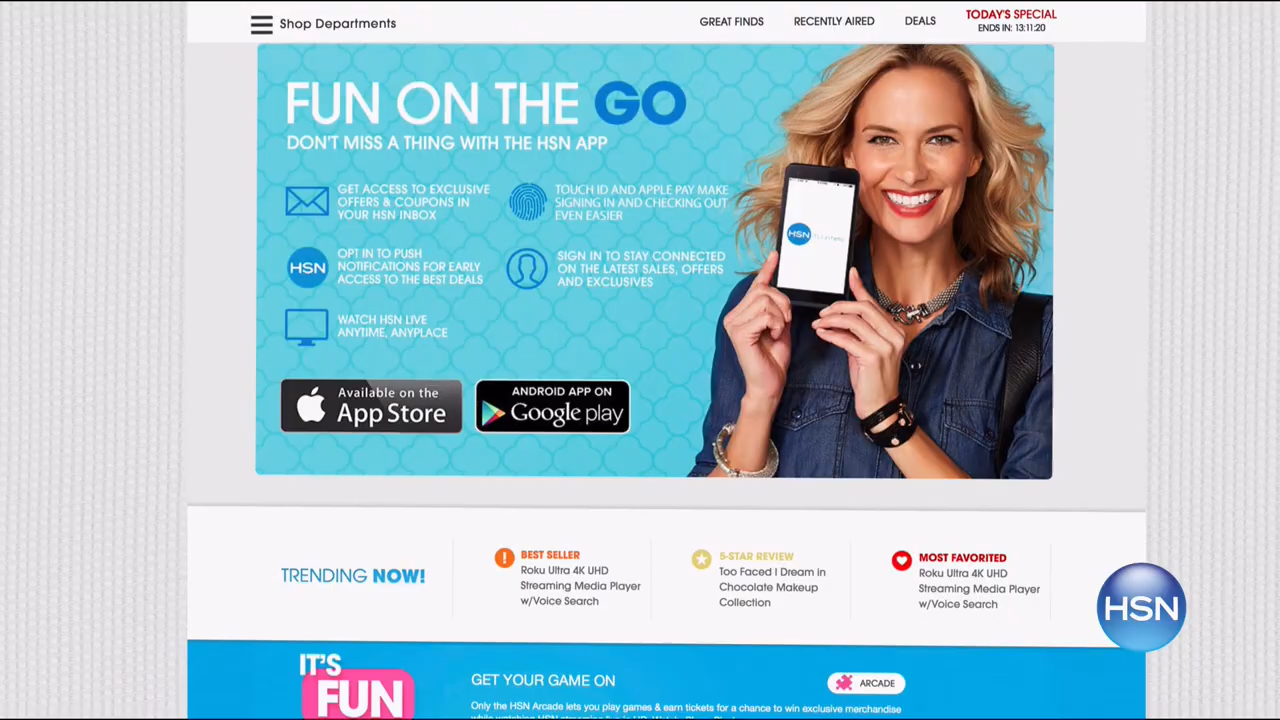 Shop Departments
GREAT FINDS
RECENTLY AIRED
DEALS
TODAY'S SPECIAL
ENDS IN: 13:11:20
FUN ON THE GO
DON'T MISS A THING WITH THE HSN APP
GET ACCESS TO EXCLUSIVE
OFFERS & COUPONS IN
YOUR HSN INBOX
TOUCH ID AND APPLE PAY MAKE
SIGNING IN AND CHECKING OUT
EVEN EASIER
HSN
OPT IN TO PUSH
NOTIFICATIONS FOR EARLY
ACCESS TO THE BEST DEALS
SIGN IN TO STAY CONNECTED
ON THE LATEST SALES, OFFERS
AND EXCLUSIVES
WATCH HSN LIVE
ANYTIME, ANYPLACE
HSN
Available on the
App Store
ANDROID APP ON
Google play
TRENDING NOW!
BEST SELLER
Roku Ultra 4K UHD
Streaming Media Player
w/Voice Search
5-STAR REVIEW
Too Faced I Dream in
Chocolate Makeup
Collection
MOST FAVORITED
Roku Ultra 4K UHD
Streaming Media Player
w/Voice Search
HSN
IT'S
FUN
GET YOUR GAME ON
ARCADE
Only the HSN Arcade lets you play games & earn tickets for a chance to win exclusive merchandise